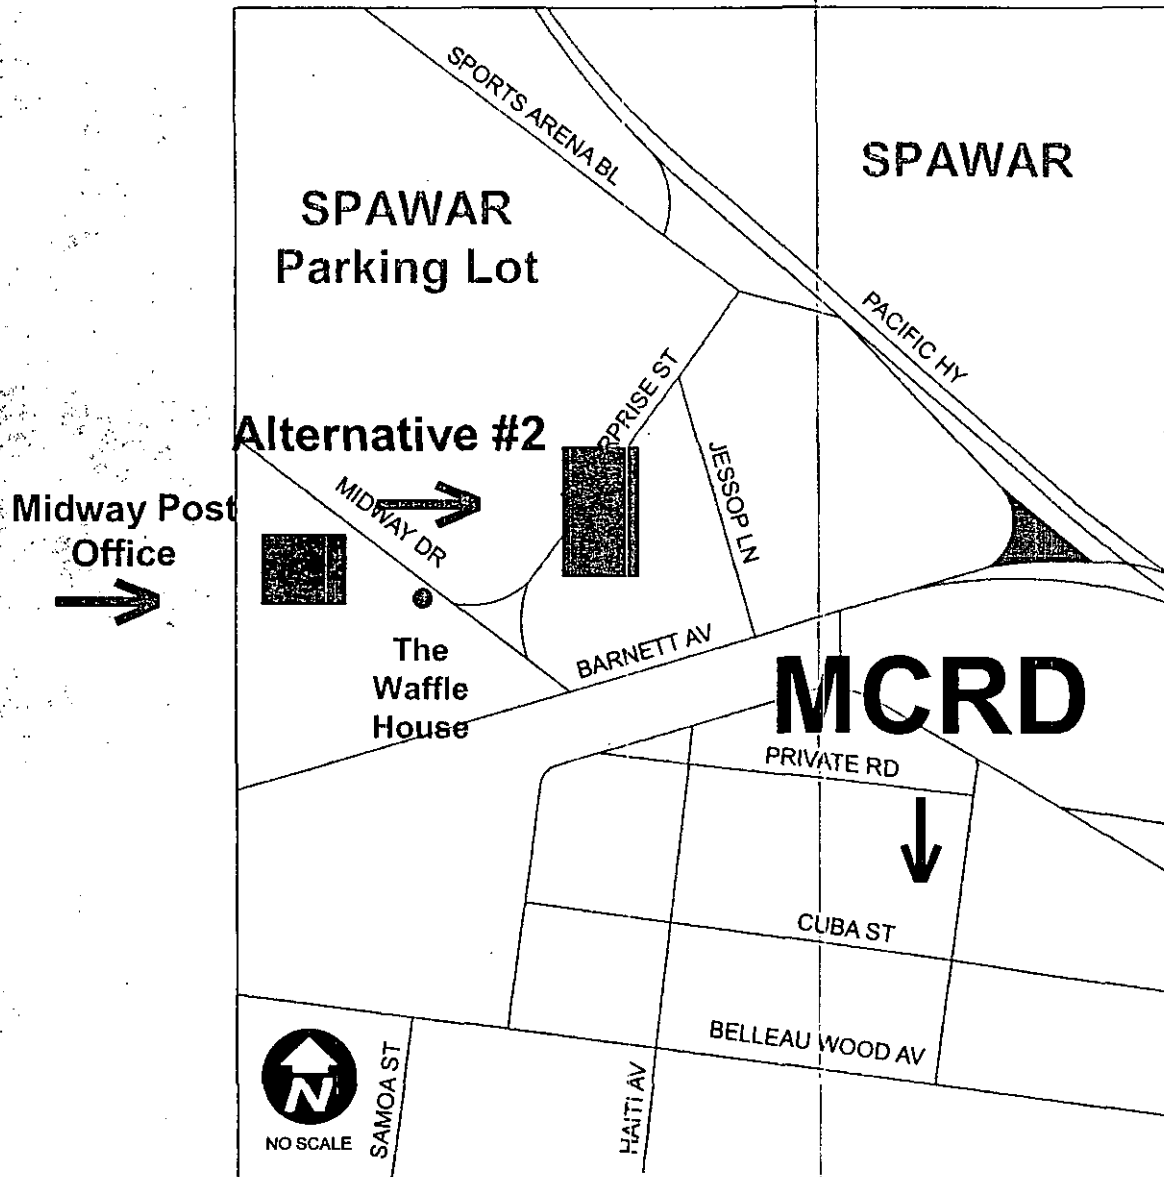 SPORTS ARENA BL
SPAWAR
SPAWAR
Parking Lot
PACIFIC HY
RPRISE ST
Alternative #2
JESSOP LN
MIDWAY DR
Midway Post
Office
The
Waffle
House
BARNETT AV
MCRD
PRIVATE RD
CUBA ST
BELLEAU WOOD AV
SAMOA ST
HAITI AV
N
NO SCALE